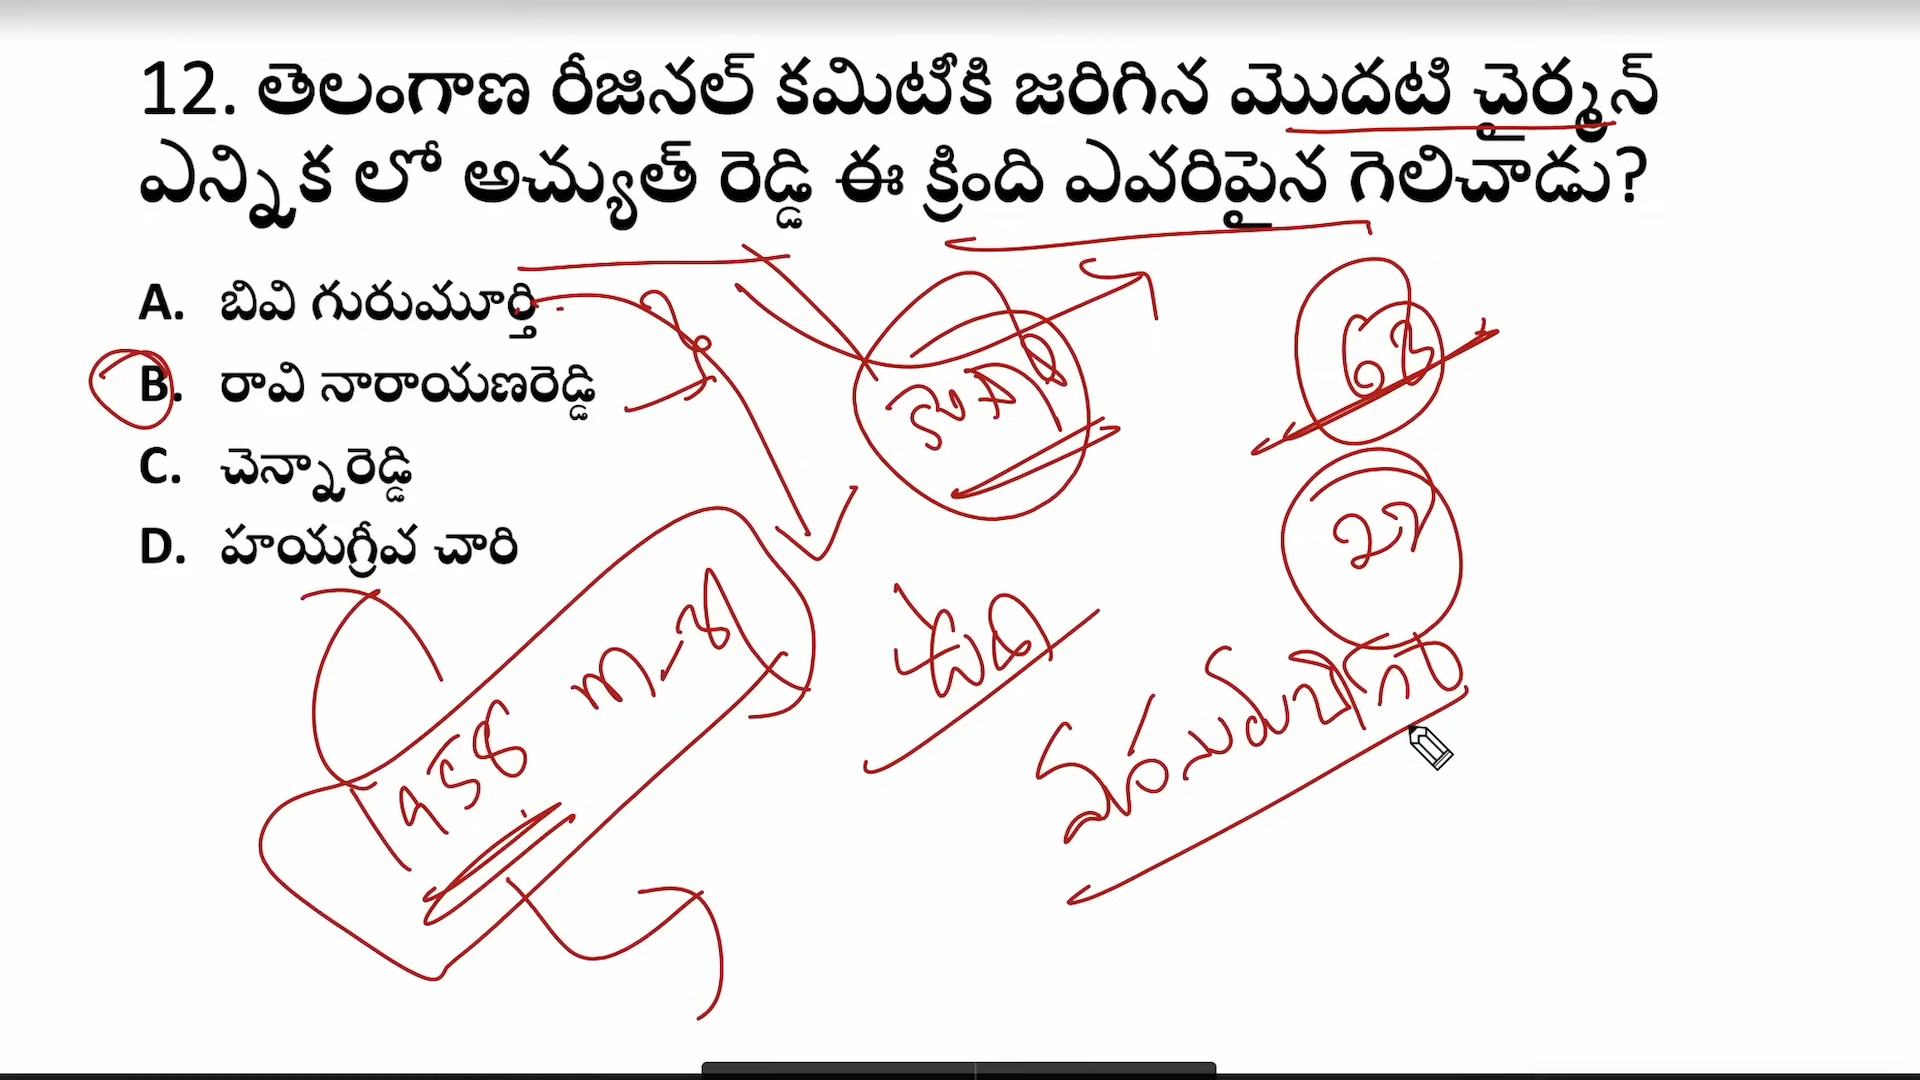 12. తెలంగాణ రీజినల్ కమిటీకి జరిగిన మొదటి చైర్మన్
ఎన్నిక లో అచ్యుత్ రెడ్డి ఈ క్రింది ఎవరిపైన గెలిచాడు?
A. బివి గురుమూర్తి
B. రావి నారాయణరెడ్డి
C. చెన్నారెడ్డి
D. హయగ్రీవ చారి
63
27
1958